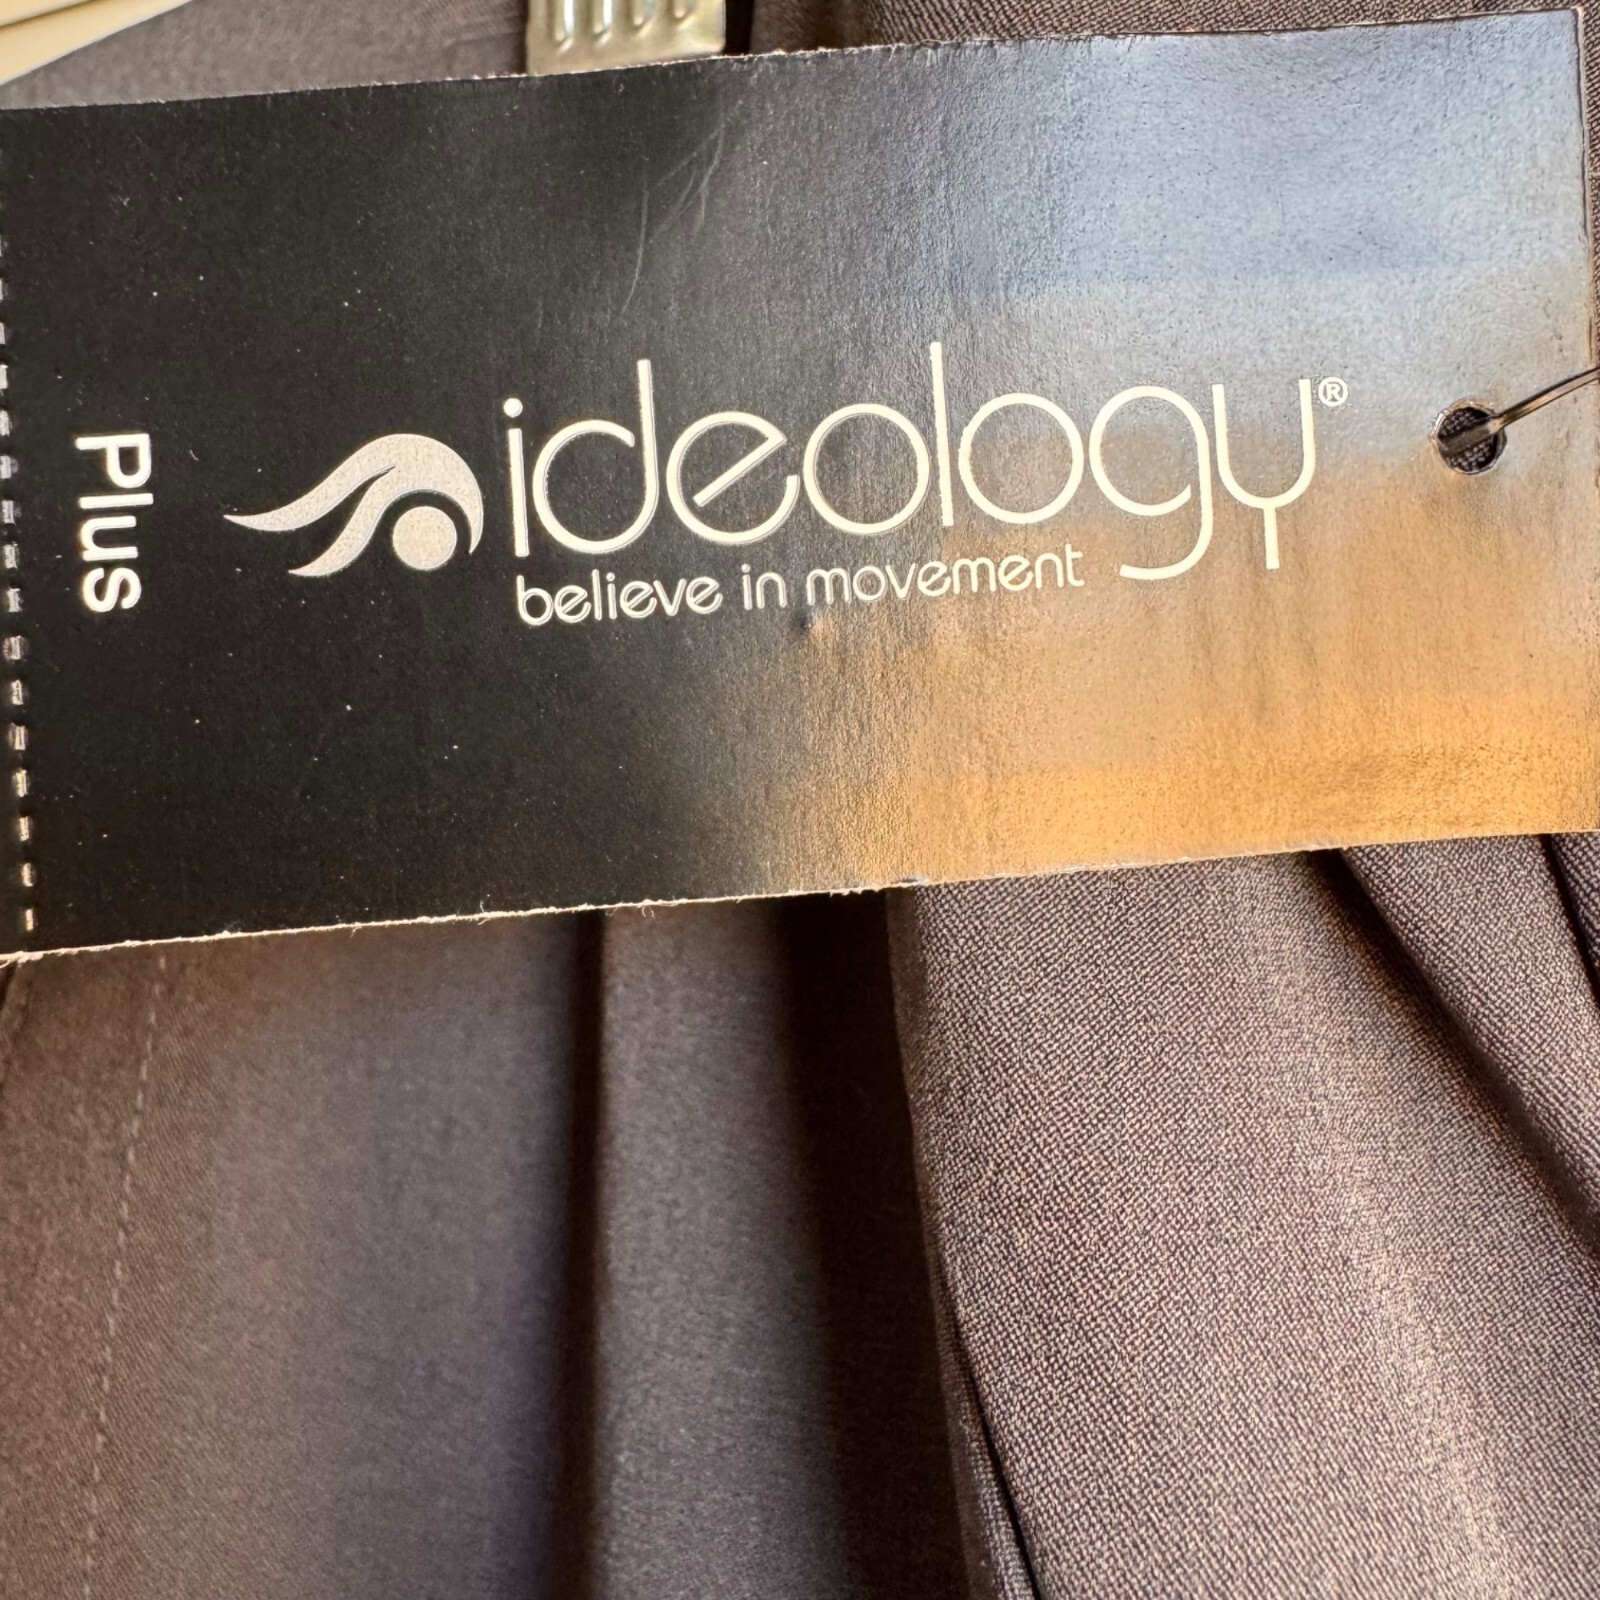 Plus
ideology®
believe in movement